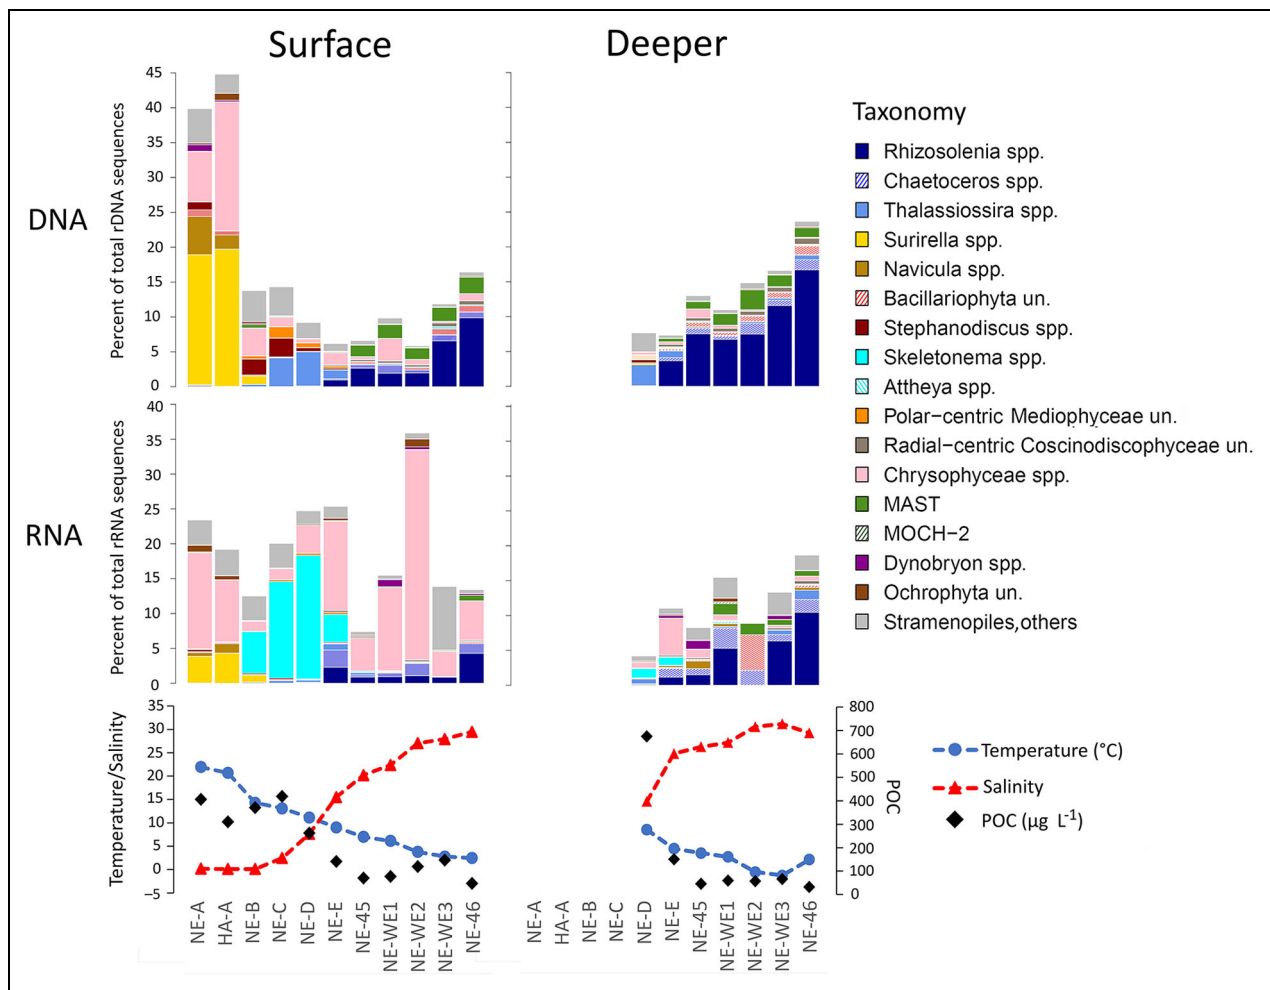 Surface
Deeper
DNA
Percent of total rDNA sequences
45
40
35
30
25
20
15
10
5
0
Taxonomy
Rhizosolenia spp.
Chaetoceros spp.
Thalassiossira spp.
Surirella spp.
Navicula spp.
Bacillariophyta un.
Stephanodiscus spp.
Skeletonema spp.
Attheya spp.
Polar−centric Mediophyceae un.
Radial−centric Coscinodiscophyceae un.
Chrysophyceae spp.
MAST
MOCH−2
Dynobryon spp.
Ochrophyta un.
Stramenopiles,others
RNA
Percent of total rRNA sequences
40
35
30
25
20
15
10
5
0
Temperature/Salinity
35
30
25
20
15
10
5
0
−5
800
700
600
500
400
300
200
100
0
POC
Temperature (°C)
Salinity
POC (µg L-1)
NE-A
HA-A
NE-B
NE-C
NE-D
NE-E
NE-45
NE-WE1
NE-WE2
NE-WE3
NE-46
NE-A
HA-A
NE-B
NE-C
NE-D
NE-E
NE-45
NE-WE1
NE-WE2
NE-WE3
NE-46